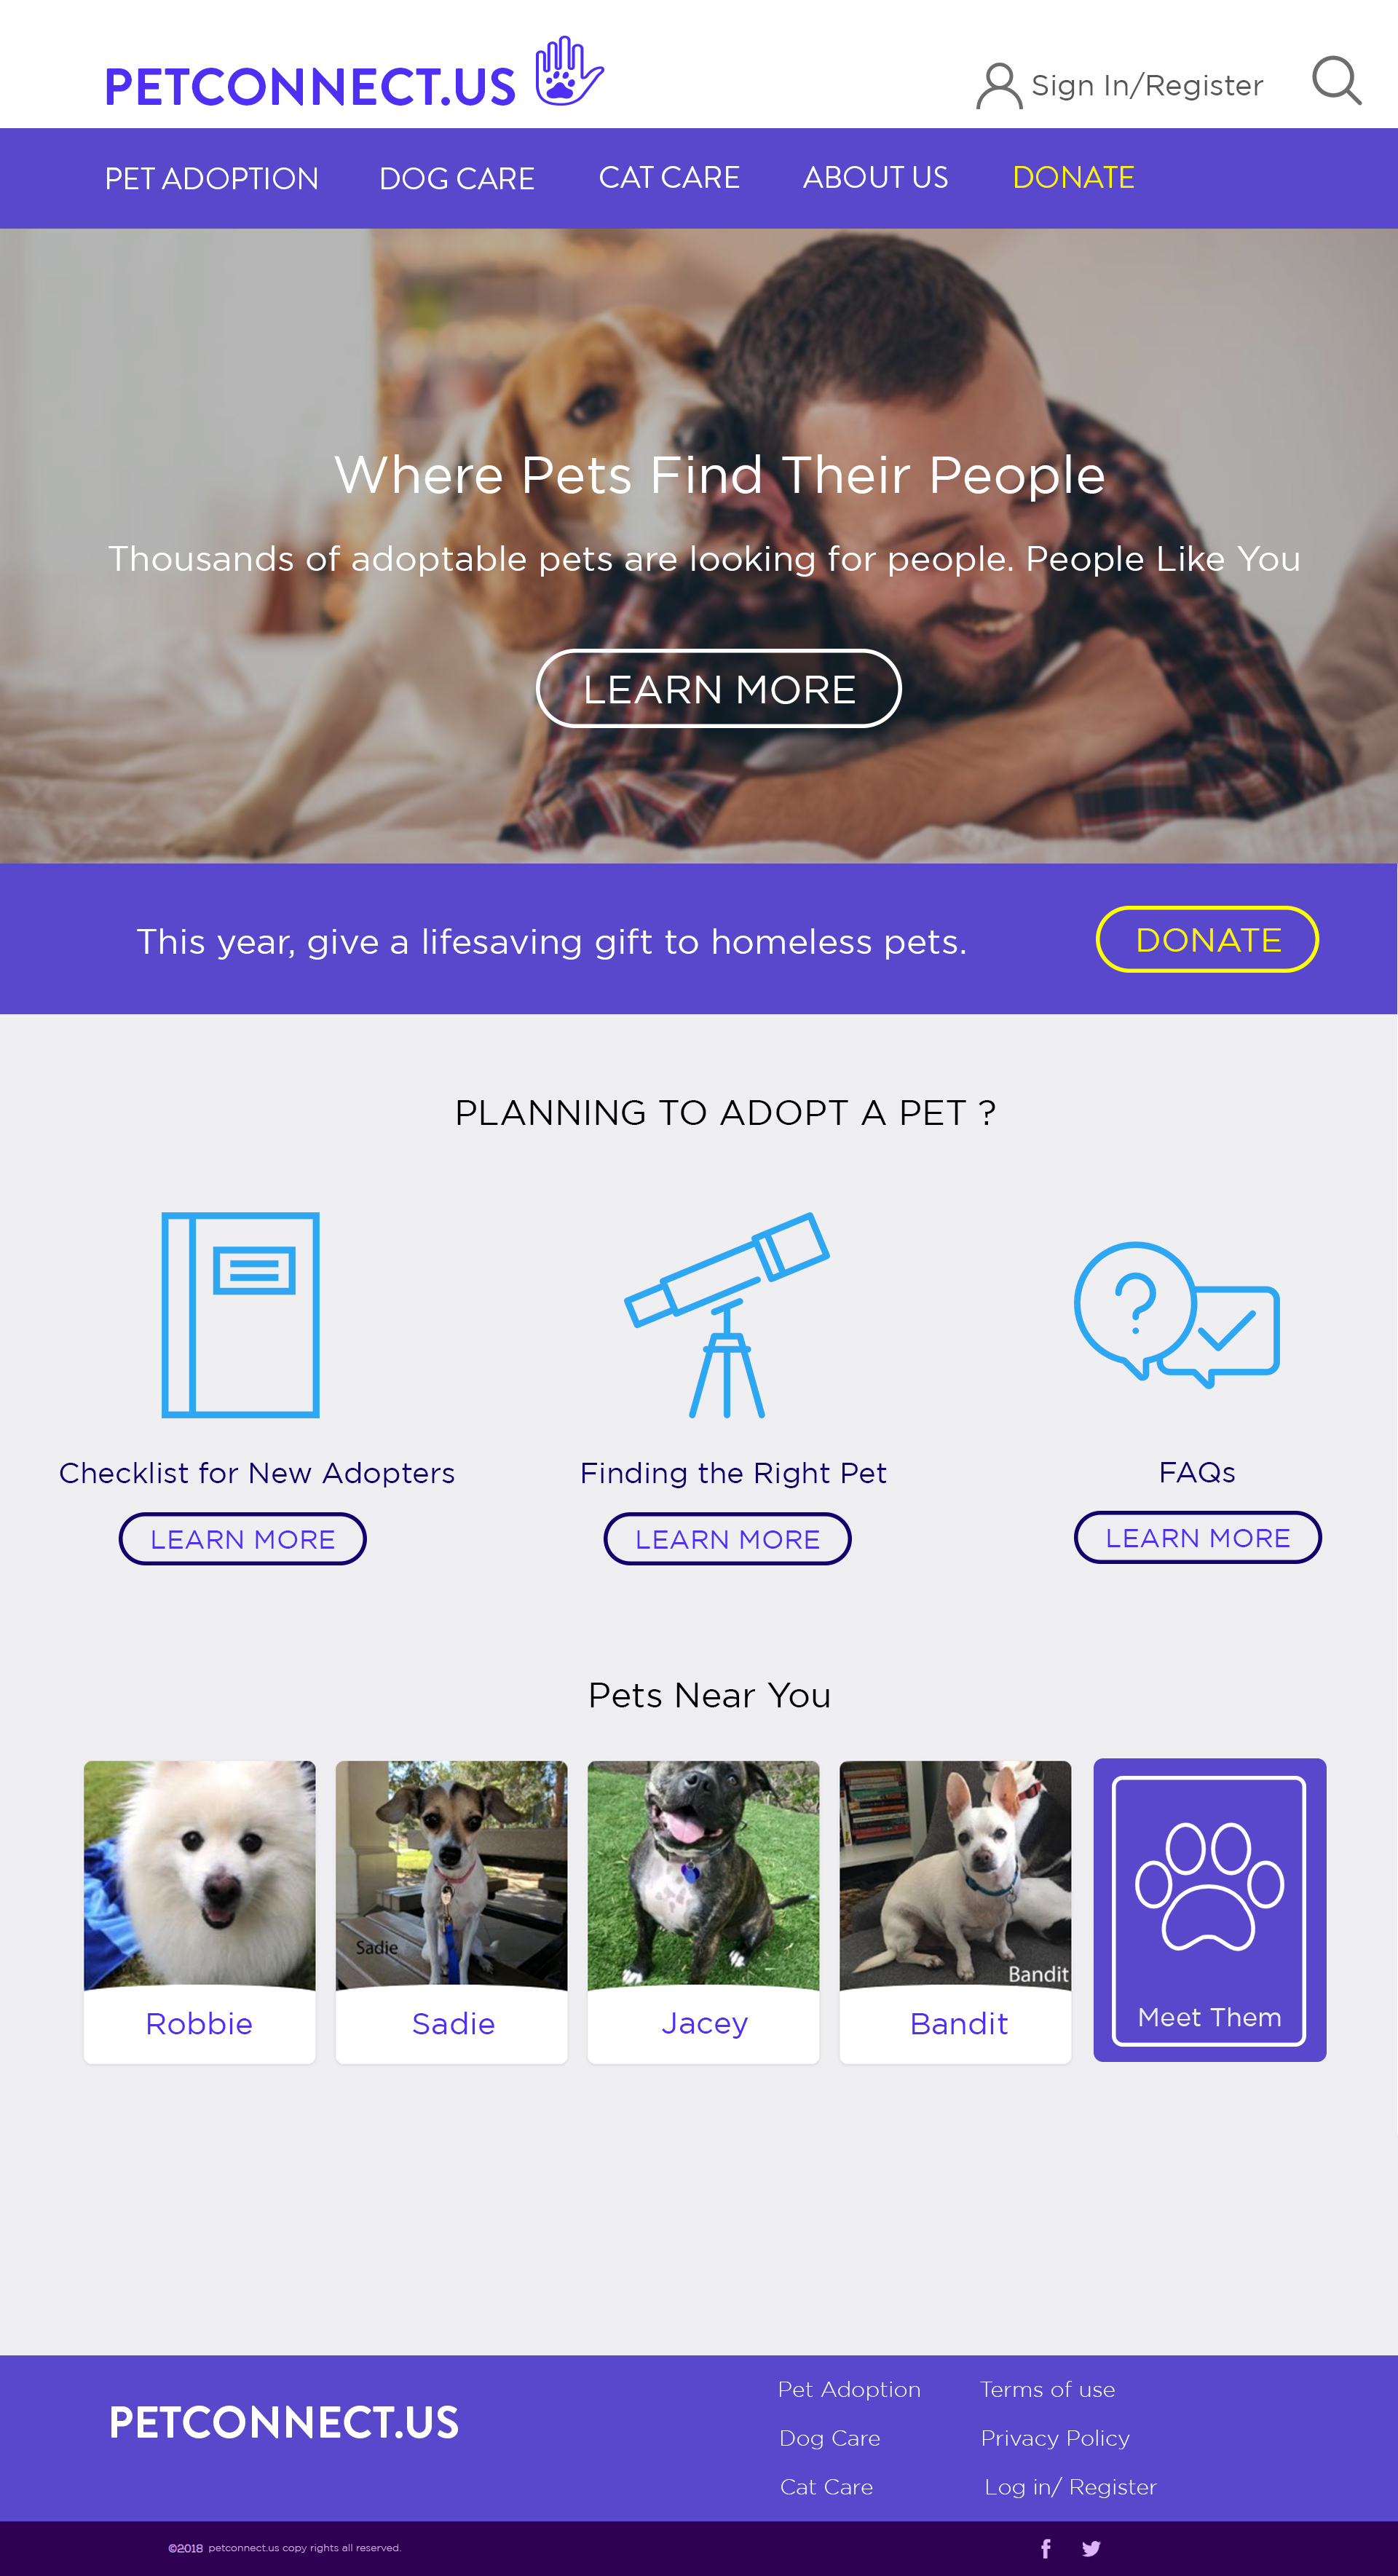 PETCONNECT.US
Sign In/Register
PET ADOPTION DOG CARE CAT CARE ABOUT US DONATE
Where Pets Find Their People
Thousands of adoptable pets are looking for people. People Like You
LEARN MORE
This year, give a lifesaving gift to homeless pets.
DONATE
PLANNING TO ADOPT A PET ?
?
Checklist for New Adopters
LEARN MORE
Finding the Right Pet
LEARN MORE
FAQs
LEARN MORE
Pets Near You
Robbie
Sadie
Sadie
Jacey
Bandit
Bandit
Meet Them
PETCONNECT.US
Pet Adoption
Dog Care
Cat Care
Terms of use
Privacy Policy
Log in/ Register
©2018 petconnect.us copy rights all reserved.